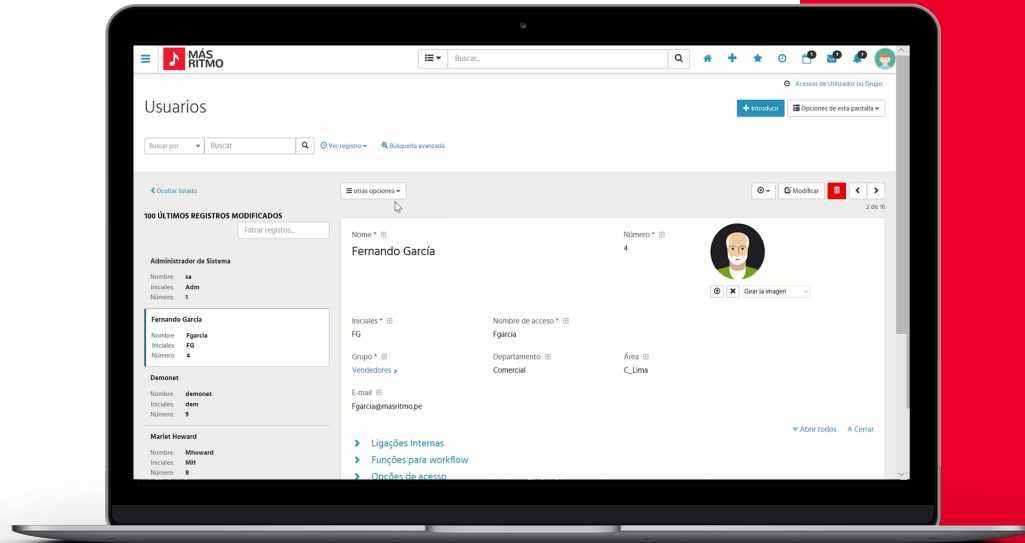 MÁS
RITMO
Buscar..
Acessos de Utilizador ou Grupo
Usuarios
Introducir
Opciones de esta pantalla
Buscar por
Buscar
Ver registro
Búsqueda avanzada
Ocultar listado
otras opciones
Modificar
2 de 16
100 ÚLTIMOS REGISTROS MODIFICADOS
Filtrar registos..
Administrador de Sistema
Nombre: sa
Iniciales: Adm
Número: 1
Fernando García
Nombre: Fgarcia
Iniciales: FG
Número: 4
Demonet
Nombre: demonet
Iniciales: dem
Número: 9
Mariet Howard
Nombre: Mhoward
Iniciales: MH
Número: 8
Nome *
Fernando García
Número *
4
Girar la imagen
Iniciales *
FG
Nombre de acceso *
Fgarcia
Grupo *
Vendedores
Departamento
Comercial
Área
C_Lima
E-mail
Fgarcia@masritmo.pe
Abrir todos
Cerrar
Ligações Internas
Funções para workflow
Opções de acesso